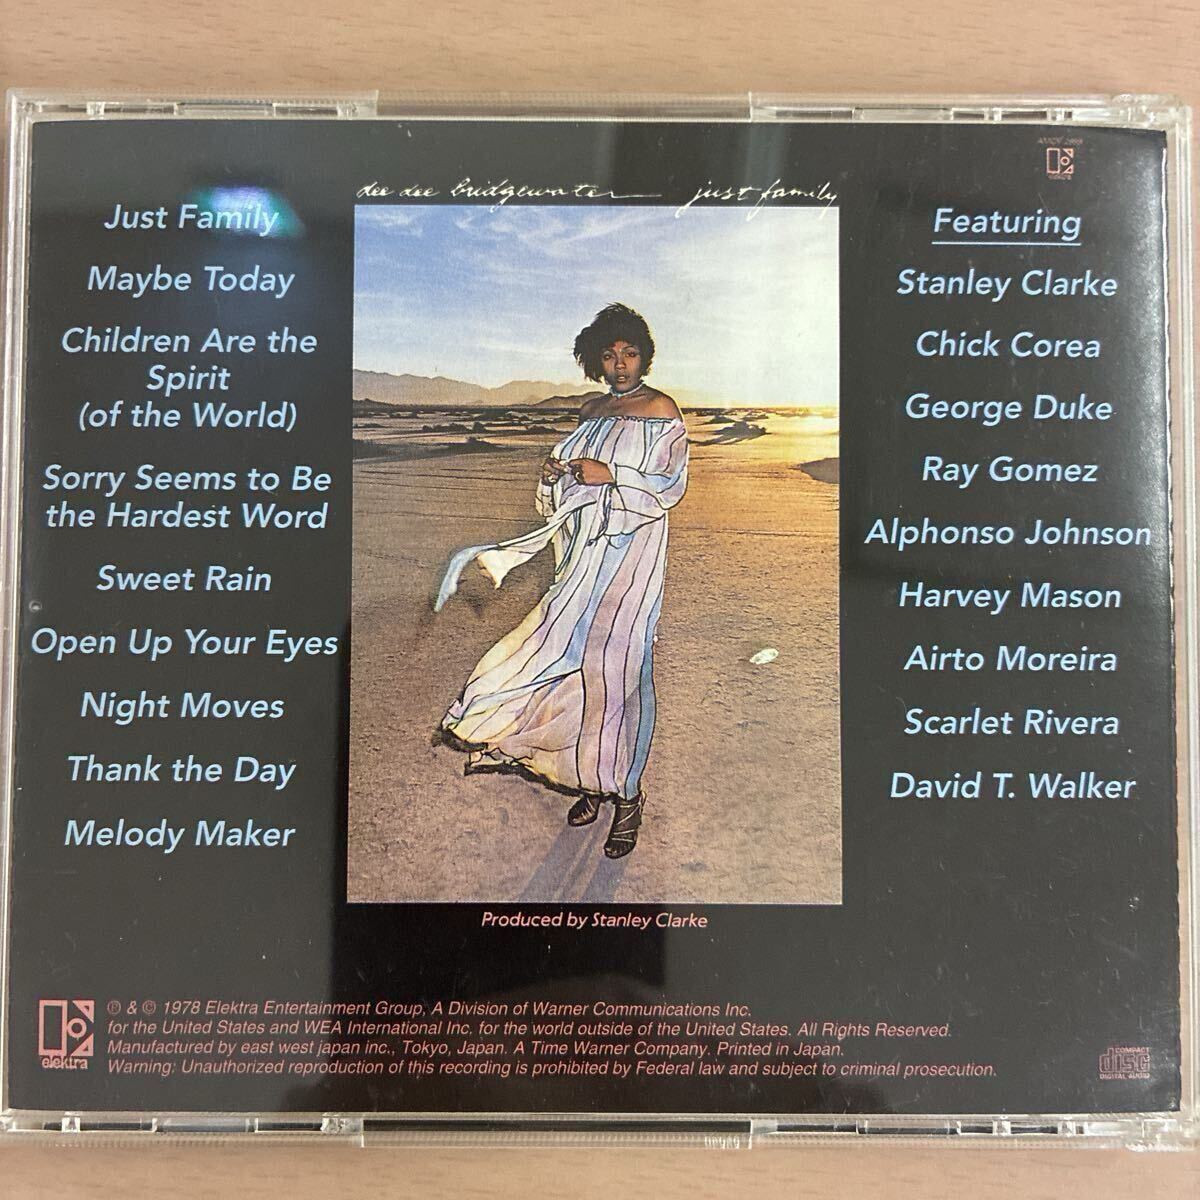 dee dee bridgewater just family
Just Family
Maybe Today
Children Are the
Spirit
(of the World)
Sorry Seems to Be
the Hardest Word
Sweet Rain
Open Up Your Eyes
Night Moves
Thank the Day
Melody Maker
elektra
Featuring
Stanley Clarke
Chick Corea
George Duke
Ray Gomez
Alphonso Johnson
Harvey Mason
Airto Moreira
Scarlet Rivera
David T. Walker
Produced by Stanley Clarke
elektra
℗ & © 1978 Elektra Entertainment Group, A Division of Warner Communications Inc.
for the United States and WEA International Inc. for the world outside of the United States. All Rights Reserved.
Manufactured by east west japan inc., Tokyo, Japan. A Time Warner Company. Printed in Japan.
Warning: Unauthorized reproduction of this recording is prohibited by Federal law and subject to criminal prosecution.
COMPACT
disc
DIGITAL AUDIO